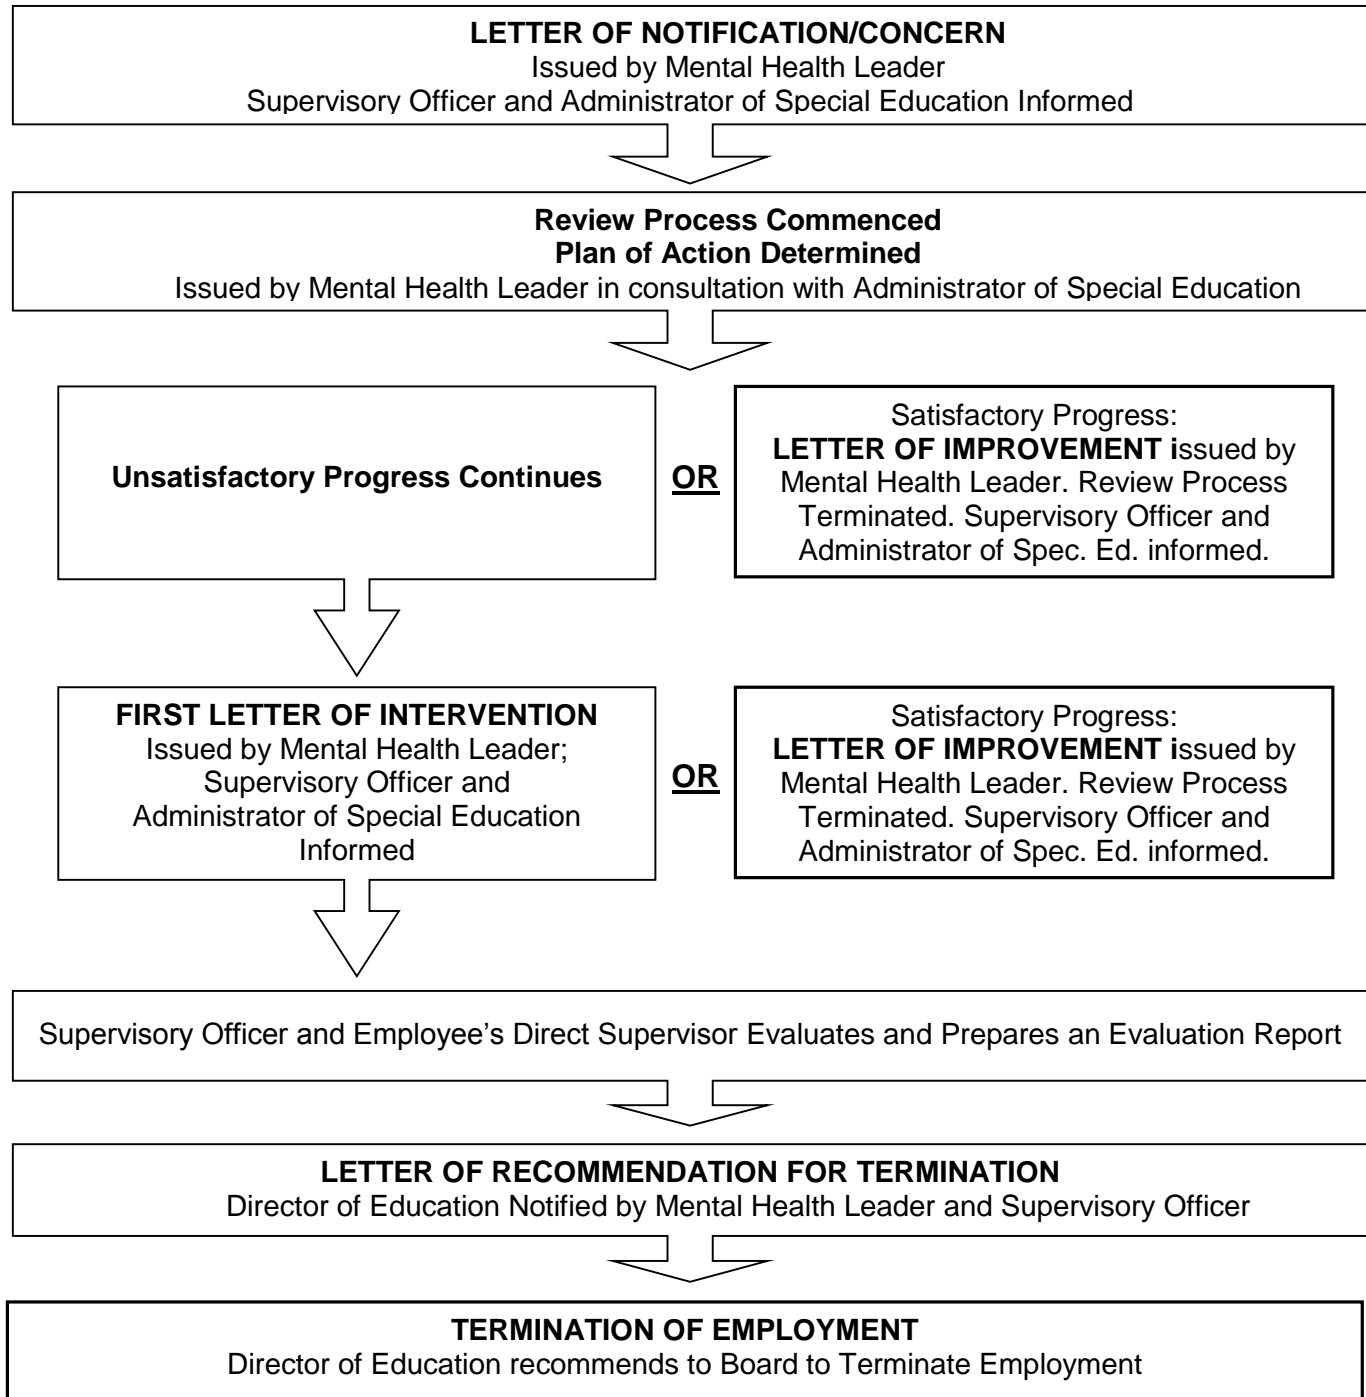 LETTER OF NOTIFICATION/CONCERN
Issued by Mental Health Leader
Supervisory Officer and Administrator of Special Education Informed
Review Process Commenced
Plan of Action Determined
Issued by Mental Health Leader in consultation with Administrator of Special Education
Unsatisfactory Progress Continues
OR
Satisfactory Progress:
LETTER OF IMPROVEMENT issued by
Mental Health Leader. Review Process
Terminated. Supervisory Officer and
Administrator of Spec. Ed. informed.
FIRST LETTER OF INTERVENTION
Issued by Mental Health Leader;
Supervisory Officer and
Administrator of Special Education
Informed
OR
Satisfactory Progress:
LETTER OF IMPROVEMENT issued by
Mental Health Leader. Review Process
Terminated. Supervisory Officer and
Administrator of Spec. Ed. informed.
Supervisory Officer and Employee’s Direct Supervisor Evaluates and Prepares an Evaluation Report
LETTER OF RECOMMENDATION FOR TERMINATION
Director of Education Notified by Mental Health Leader and Supervisory Officer
TERMINATION OF EMPLOYMENT
Director of Education recommends to Board to Terminate Employment